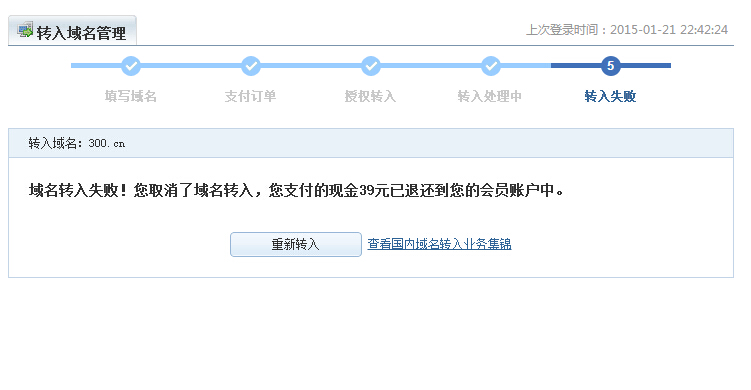 转入域名管理
上次登录时间：2015-01-21 22:42:24
5
填写域名 支付订单 授权转入 转入处理中 转入失败
转入域名：300.cn
域名转入失败！您取消了域名转入，您支付的现金39元已退还到您的会员账户中。
重新转入 查看国内域名转入业务集锦